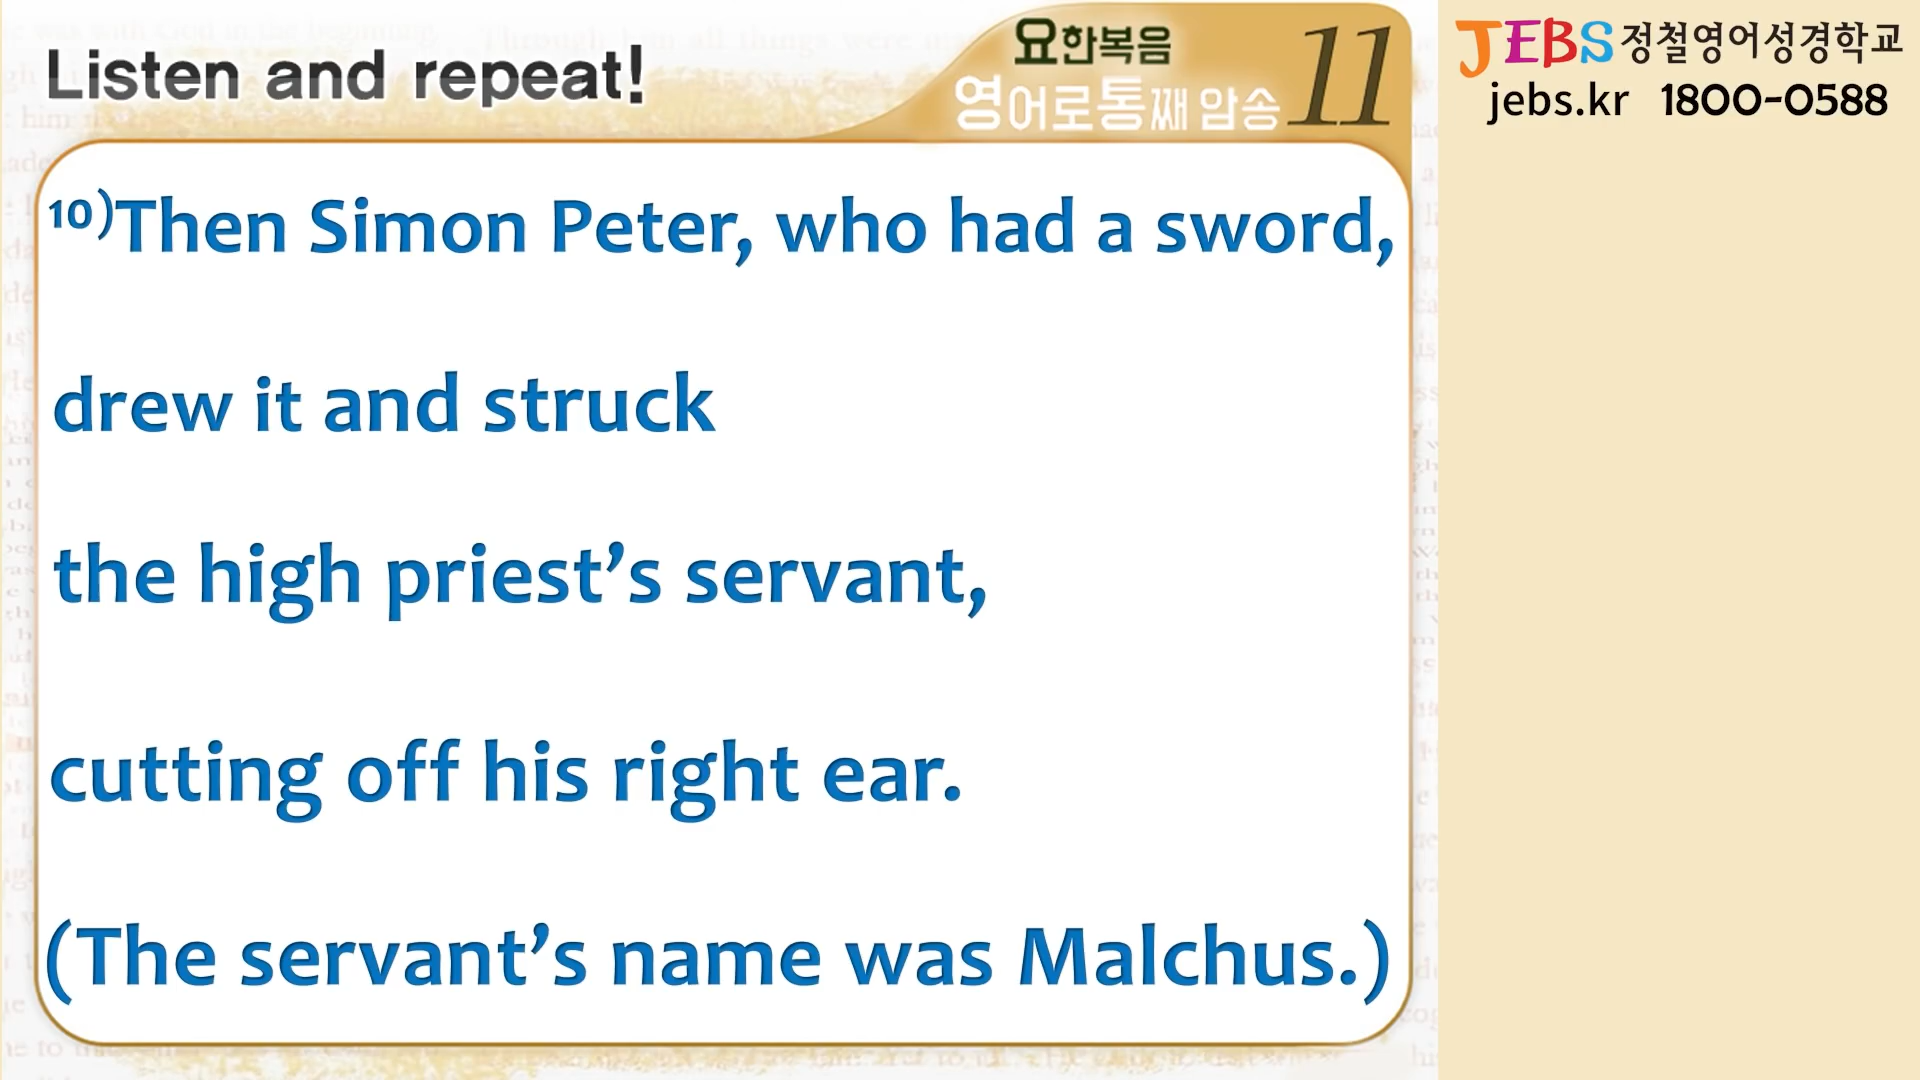 Listen and repeat!
요한복음
영어로통째 암송 11
JEBS 정철영어성경학교
jebs.kr 1800-0588
10)Then Simon Peter, who had a sword,
drew it and struck
the high priest’s servant,
cutting off his right ear.
(The servant’s name was Malchus.)